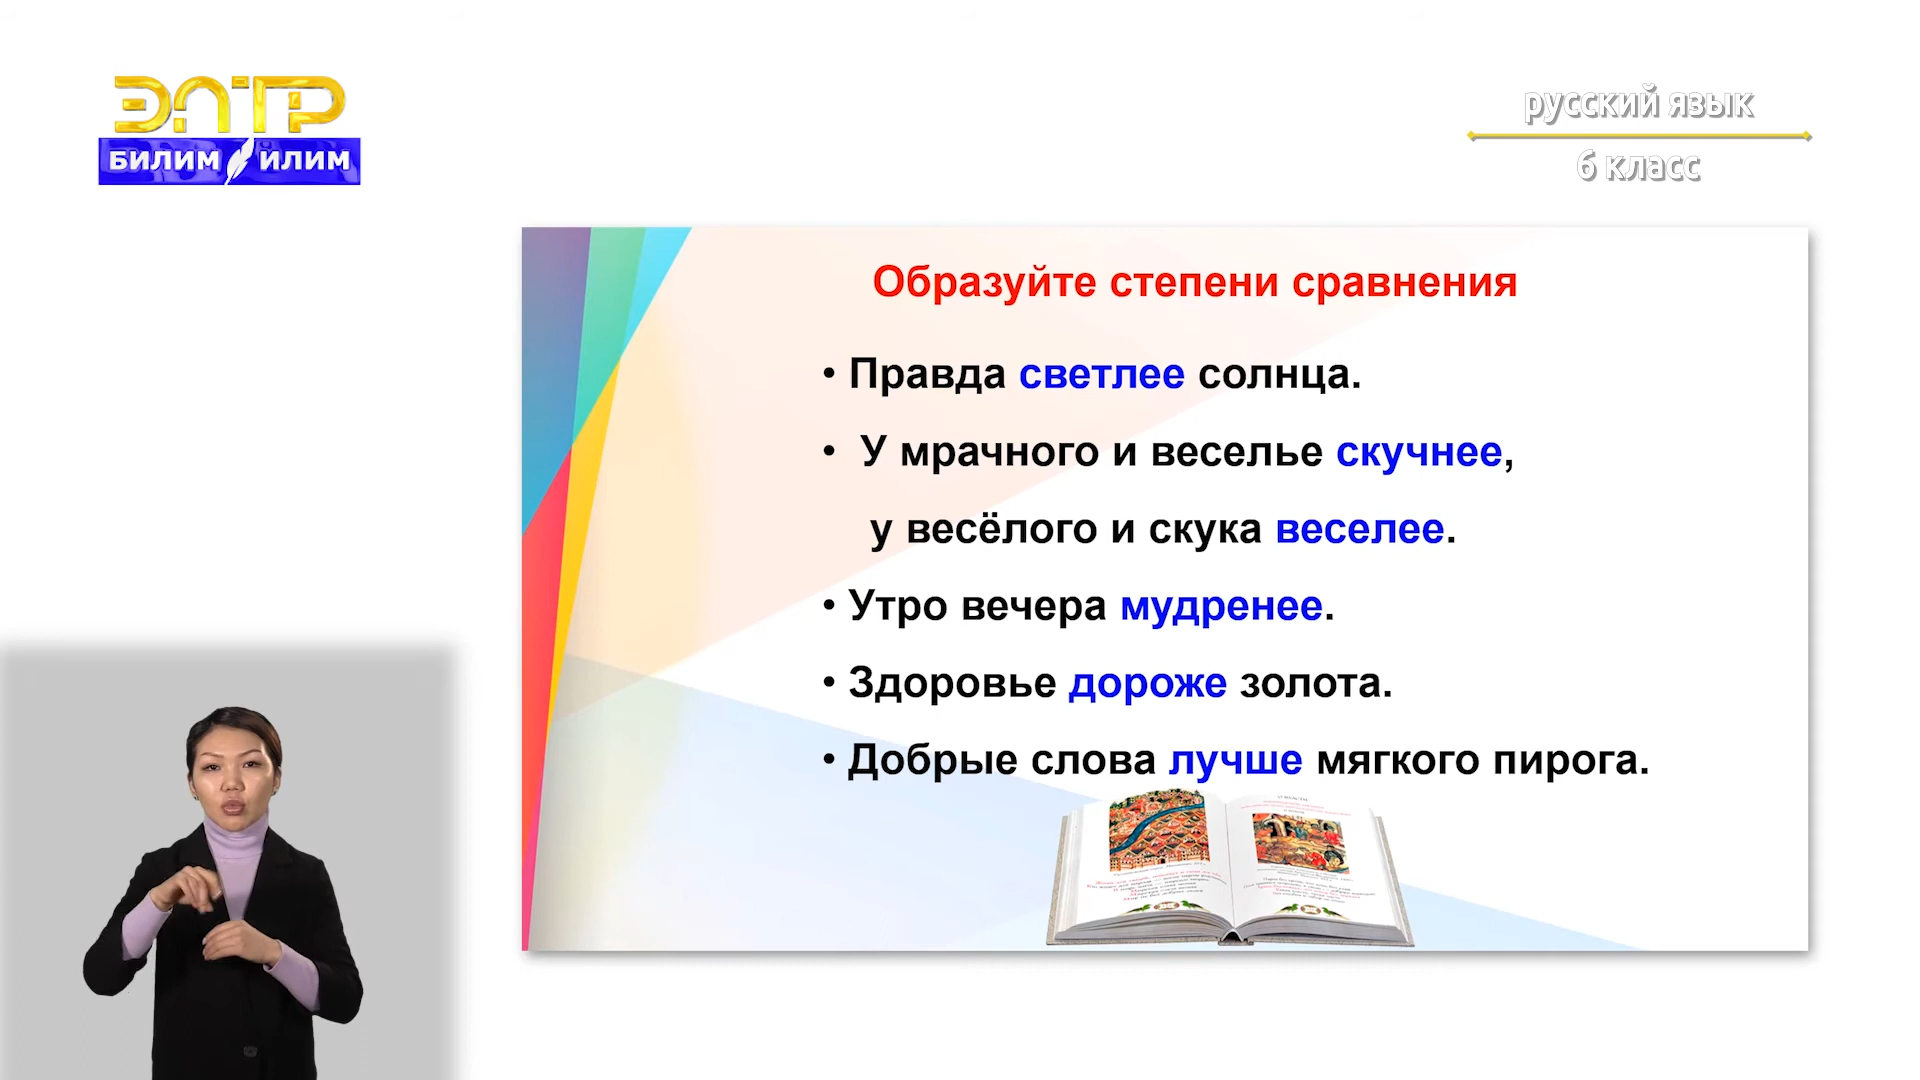 ЭЛТР
БИЛИМ ИЛИМ
русский язык
6 класс
Образуйте степени сравнения
• Правда светлее солнца.
• У мрачного и веселье скучнее,
у весёлого и скука веселее.
• Утро вечера мудренее.
• Здоровье дороже золота.
• Добрые слова лучше мягкого пирога.